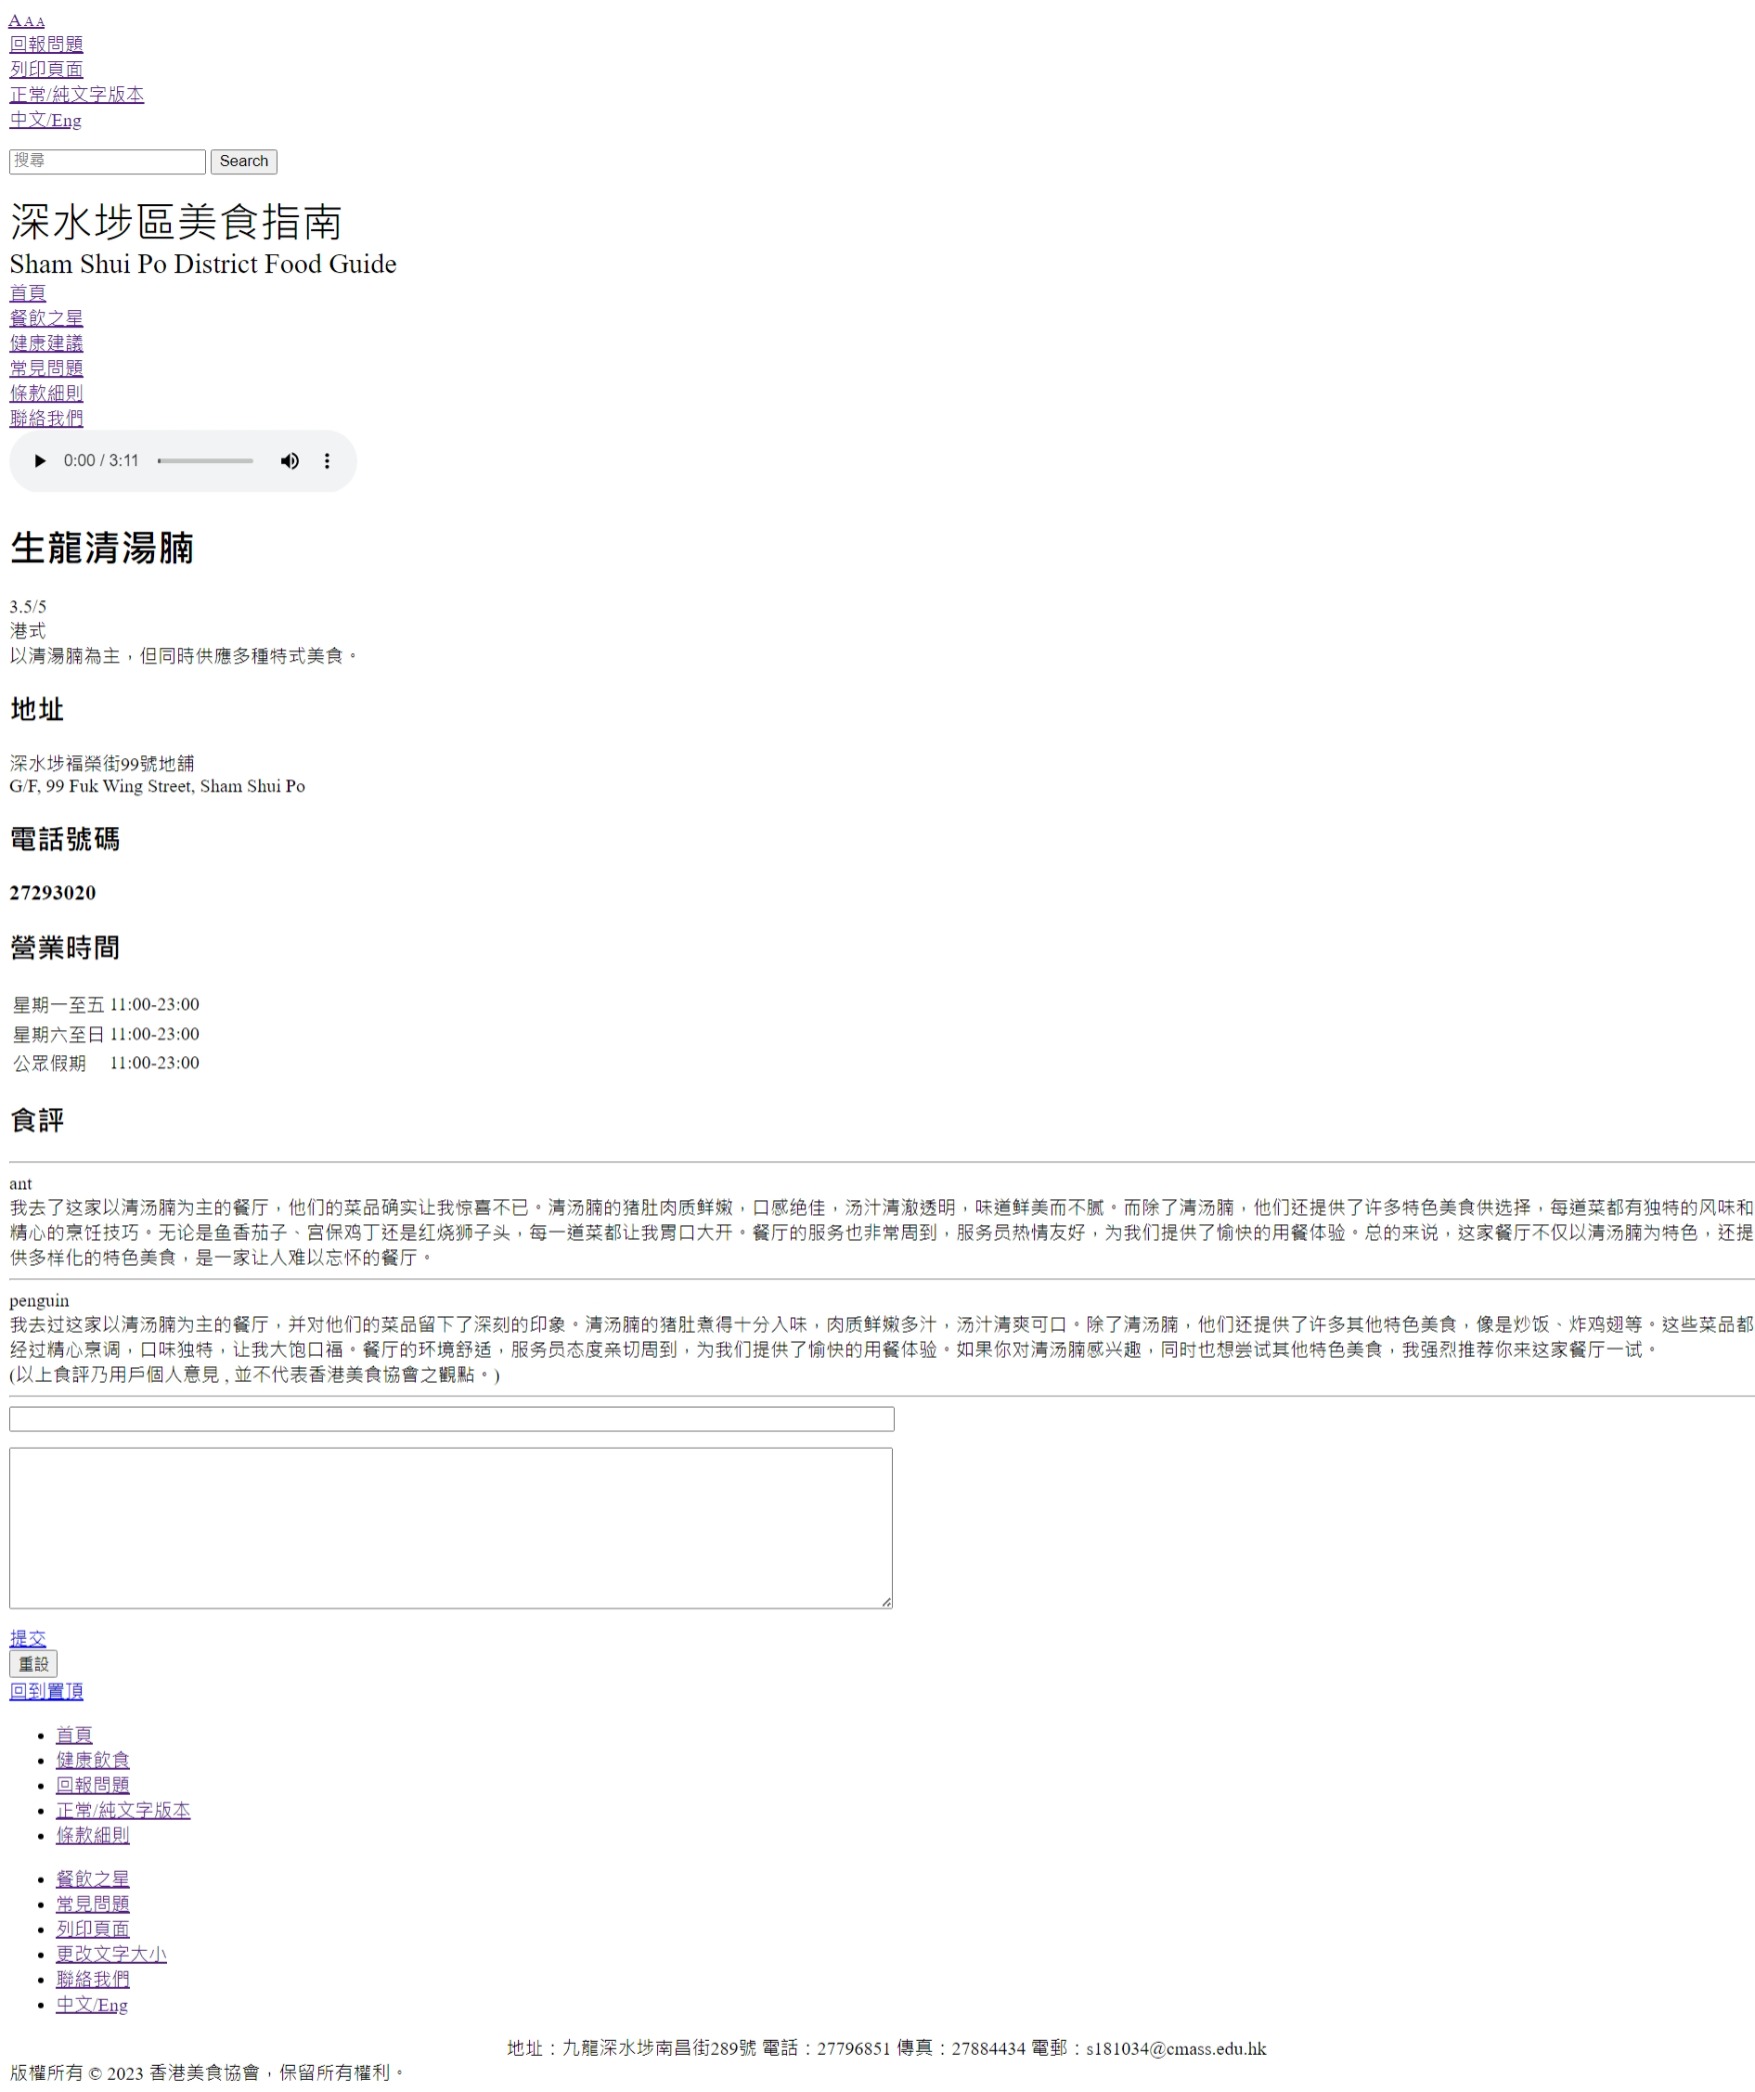 A A A
回報問題
列印頁面
正常/純文字版本
中文/Eng
搜尋 Search
深水埗區美食指南
Sham Shui Po District Food Guide
首頁
餐飲之星
健康建議
常見問題
條款細則
聯絡我們
0:00 / 3:11
生龍清湯腩
3.5/5
港式
以清湯腩為主，但同時供應多種特式美食。
地址
深水埗福榮街99號地舖
G/F, 99 Fuk Wing Street, Sham Shui Po
電話號碼
27293020
營業時間
星期一至五 11:00-23:00
星期六至日 11:00-23:00
公眾假期 11:00-23:00
食評
ant
我去了这家以清汤腩为主的餐厅，他们的菜品确实让我惊喜不已。清汤腩的猪肚肉质鲜嫩，口感绝佳，汤汁清澈透明，味道鲜美而不腻。而除了清汤腩，他们还提供了许多特色美食供选择，每道菜都有独特的风味和
精心的烹饪技巧。无论是鱼香茄子、宫保鸡丁还是红烧狮子头，每一道菜都让我胃口大开。餐厅的服务也非常周到，服务员热情友好，为我们提供了愉快的用餐体验。总的来说，这家餐厅不仅以清汤腩为特色，还提
供多样化的特色美食，是一家让人难以忘怀的餐厅。
penguin
我去过这家以清汤腩为主的餐厅，并对他们的菜品留下了深刻的印象。清汤腩的猪肚煮得十分入味，肉质鲜嫩多汁，汤汁清爽可口。除了清汤腩，他们还提供了许多其他特色美食，像是炒饭、炸鸡翅等。这些菜品都
经过精心烹调，口味独特，让我大饱口福。餐厅的环境舒适，服务员态度亲切周到，为我们提供了愉快的用餐体验。如果你对清汤腩感兴趣，同时也想尝试其他特色美食，我强烈推荐你来这家餐厅一试。
(以上食評乃用戶個人意見 , 並不代表香港美食協會之觀點。)
提交
重設
回到置頂
首頁
健康飲食
回報問題
正常/純文字版本
條款細則
餐飲之星
常見問題
列印頁面
更改文字大小
聯絡我們
中文/Eng
地址：九龍深水埗南昌街289號 電話：27796851 傳真：27884434 電郵：s181034@cmass.edu.hk
版權所有 © 2023 香港美食協會，保留所有權利。